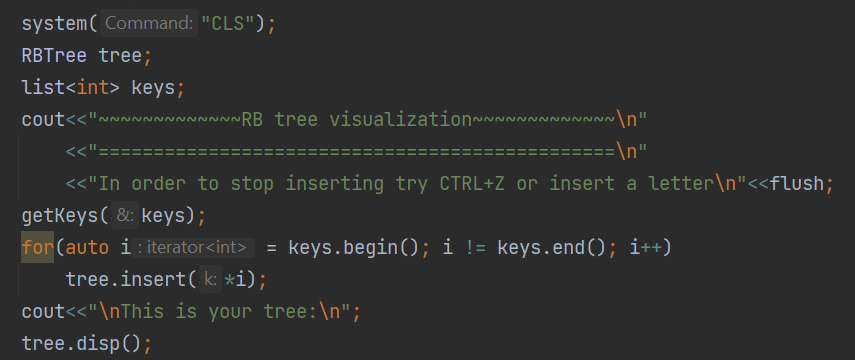 system(Command: "CLS");
RBTree tree;
list<int> keys;
cout<<"~~~~~~~~~~~~~RB tree visualization~~~~~~~~~~~~~\n"
    <<"===============================================\n"
    <<"In order to stop inserting try CTRL+Z or insert a letter\n"<<flush;
getKeys(&: keys);
for(auto i : iterator<int> = keys.begin(); i != keys.end(); i++)
    tree.insert(k: *i);
cout<<"\nThis is your tree:\n";
tree.disp();